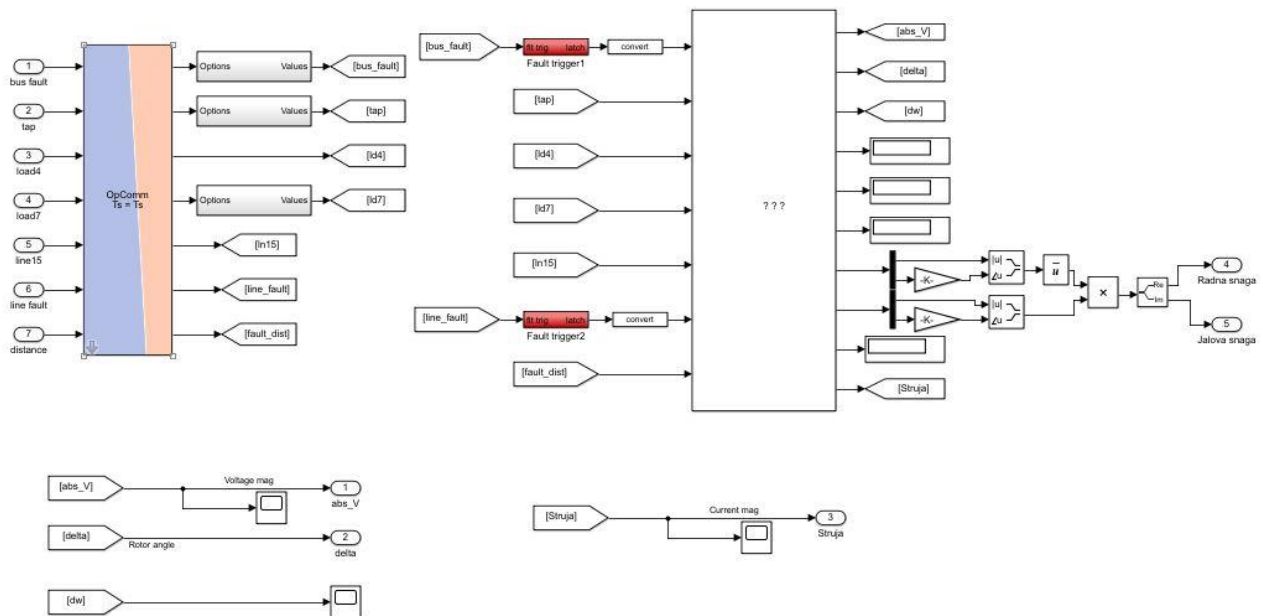 1
bus fault
2
tap
3
load4
4
load7
5
line15
6
line fault
7
distance
OpComm
Ts = Ts
Options Values
[bus_fault]
Options Values
[tap]
[ld4]
Options Values
[ld7]
[ln15]
[line_fault]
[fault_dist]
[bus_fault]
flt trig latch
Fault trigger1
convert
[tap]
[ld4]
[ld7]
[ln15]
[line_fault]
flt trig latch
Fault trigger2
convert
[fault_dist]
? ? ?
[abs_V]
[delta]
[dw]
-K-
|u|
∠u
u
-K-
|u|
∠u
×
Re
Im
4
Radna snaga
5
Jalova snaga
[Struja]
[abs_V]
Voltage mag
1
abs_V
[delta]
Rotor angle
2
delta
[dw]
[Struja]
Current mag
3
Struja